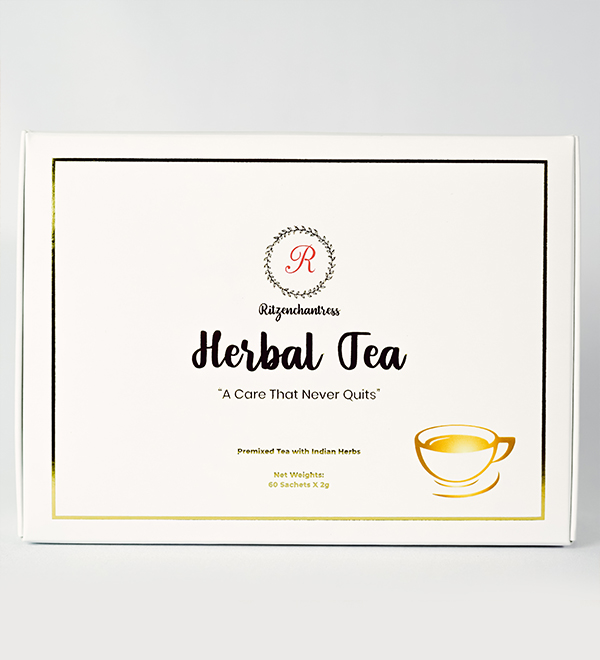 R
Ritzenchantress
Herbal Tea
“A Care That Never Quits”
Premixed Tea with Indian Herbs
Net Weights:
60 Sachets X 2g